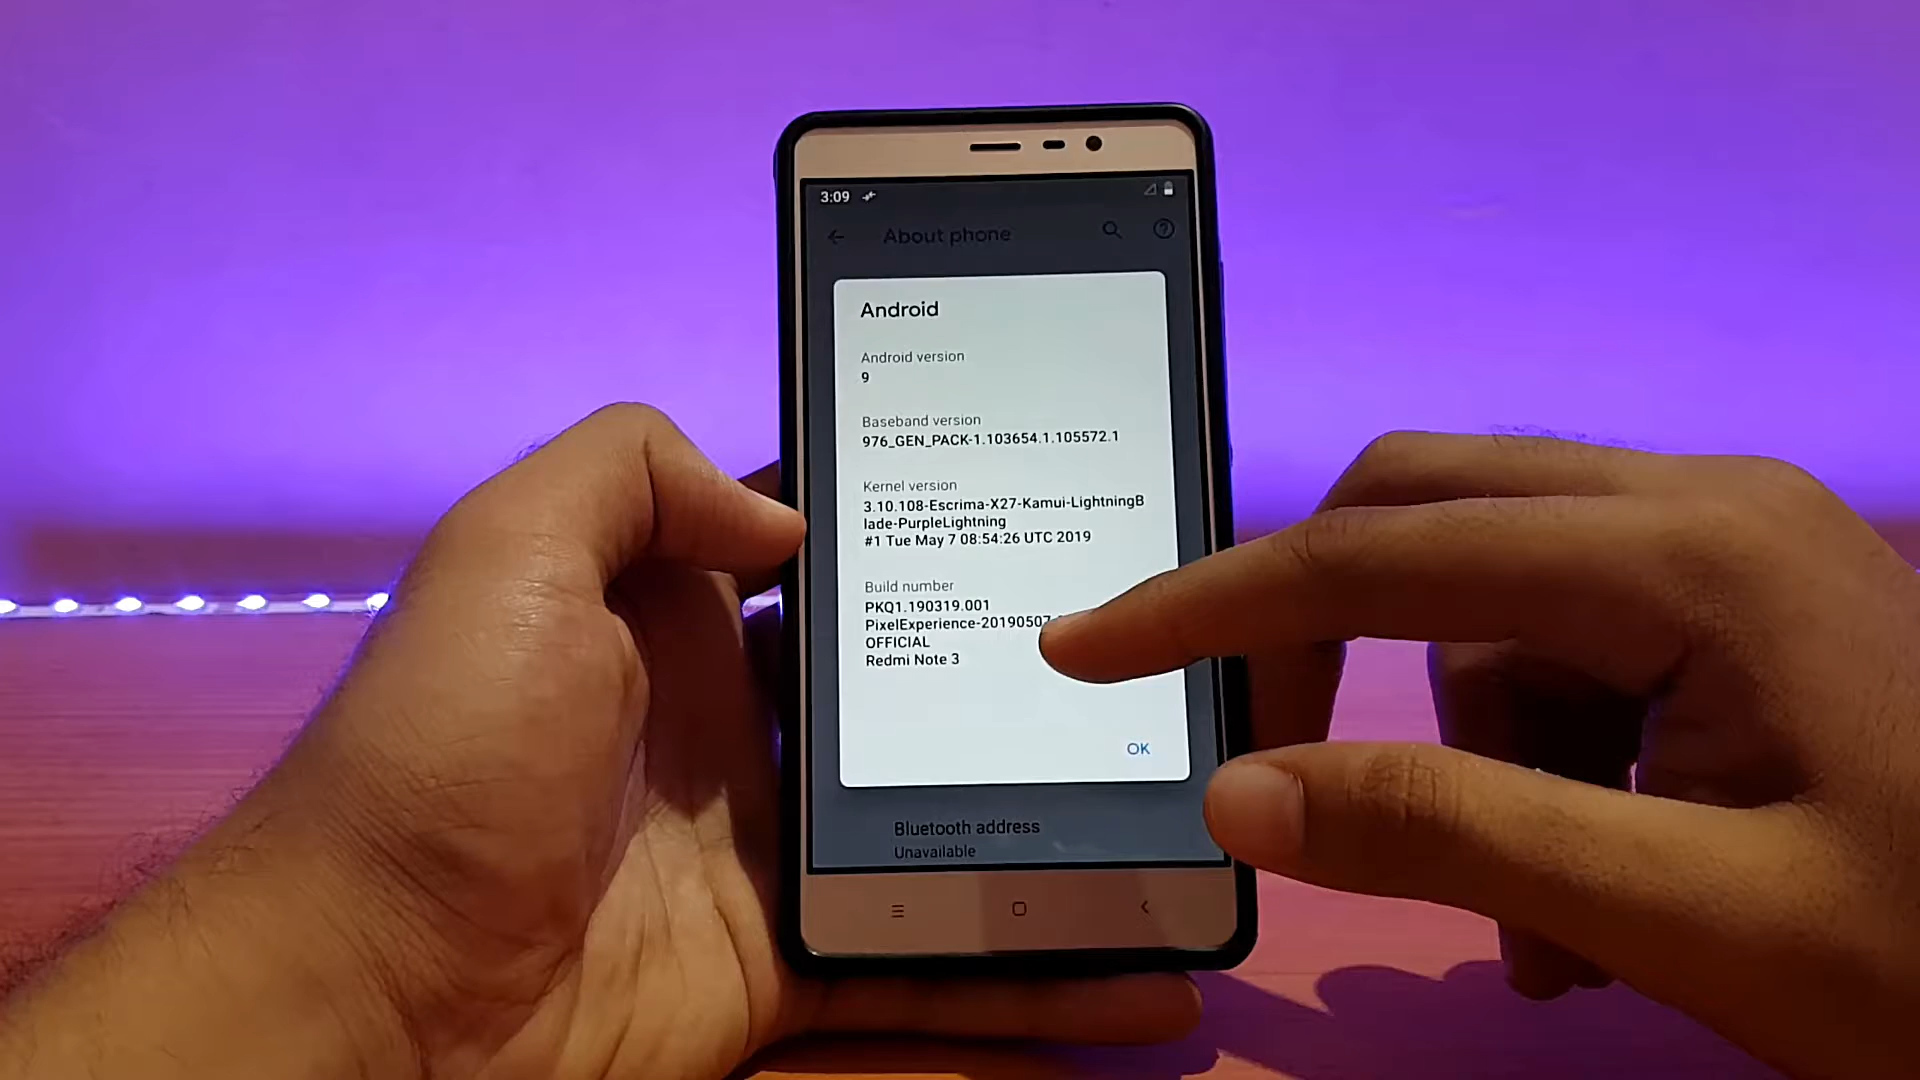 3:09
About phone
Android
Android version
9
Baseband version
976_GEN_PACK-1.103654.1.105572.1
Kernel version
3.10.108-Escrima-X27-Kamui-LightningB
lade-PurpleLightning
#1 Tue May 7 08:54:26 UTC 2019
Build number
PKQ1.190319.001
PixelExperience-20190507
OFFICIAL
Redmi Note 3
OK
Bluetooth address
Unavailable